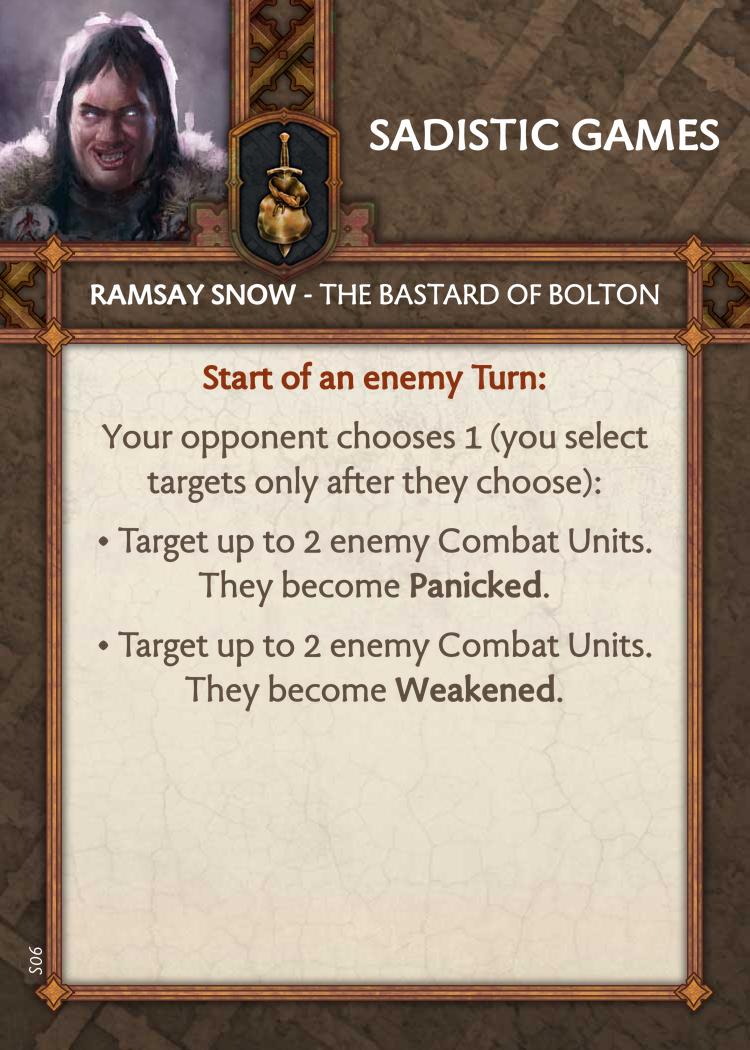 SADISTIC GAMES
RAMSAY SNOW - THE BASTARD OF BOLTON
Start of an enemy Turn:
Your opponent chooses 1 (you select
targets only after they choose):
• Target up to 2 enemy Combat Units.
They become Panicked.
• Target up to 2 enemy Combat Units.
They become Weakened.
S06